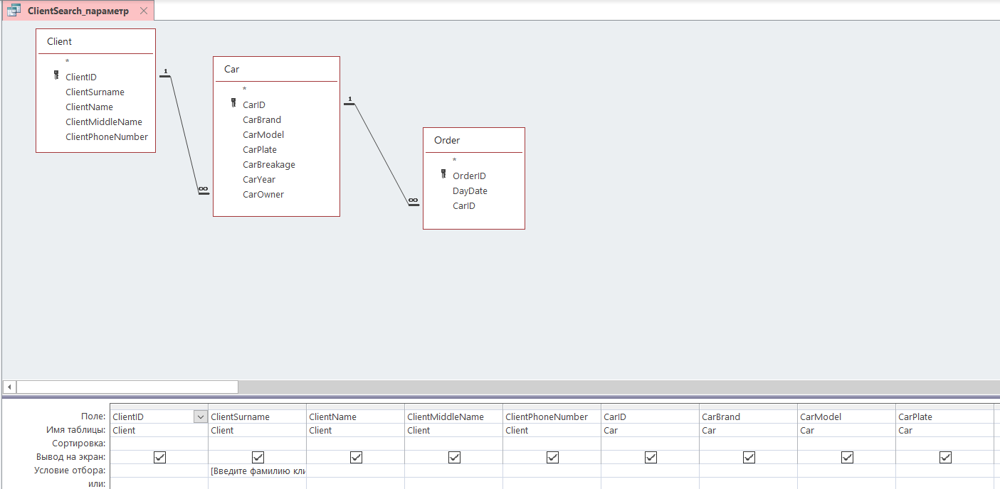 ClientSearch_параметр
Client
*
ClientID
ClientSurname
ClientName
ClientMiddleName
ClientPhoneNumber
1
∞
Car
*
CarID
CarBrand
CarModel
CarPlate
CarBreakage
CarYear
CarOwner
1
∞
Order
*
OrderID
DayDate
CarID
Поле: ClientID ClientSurname ClientName ClientMiddleName ClientPhoneNumber CarID CarBrand CarModel CarPlate
Имя таблицы: Client Client Client Client Client Car Car Car Car
Сортировка:
Вывод на экран:
Условие отбора: [Введите фамилию кли
или: